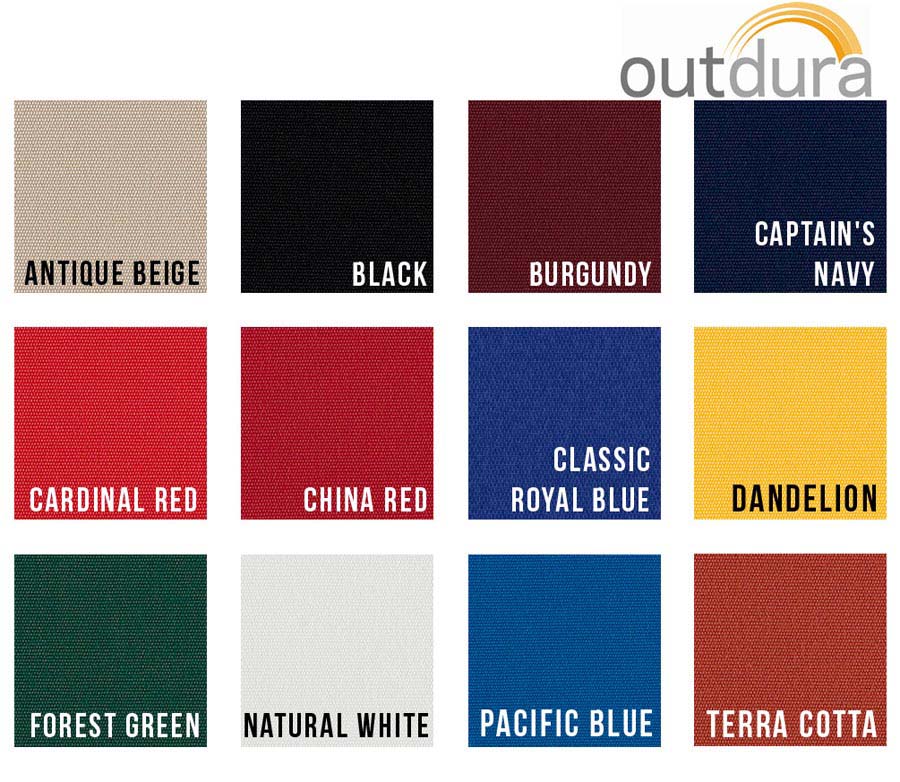 outdura
ANTIQUE BEIGE
BLACK
BURGUNDY
CAPTAIN'S
NAVY
CARDINAL RED
CHINA RED
CLASSIC
ROYAL BLUE
DANDELION
FOREST GREEN
NATURAL WHITE
PACIFIC BLUE
TERRA COTTA